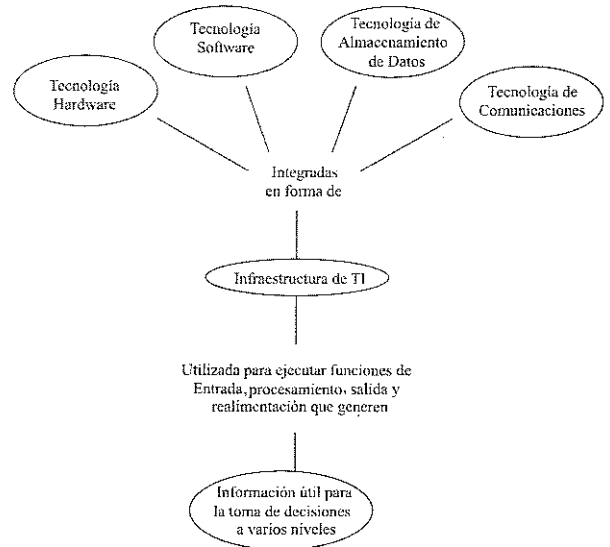 Tecnología
Hardware
Tecnología
Software
Tecnología de
Almacenamiento
de Datos
Tecnología de
Comunicaciones
Integradas
en forma de
Infraestructura de TI
Utilizada para ejecutar funciones de
Entrada, procesamiento, salida y
realimentación que generen
Información útil para
la toma de decisiones
a varios niveles